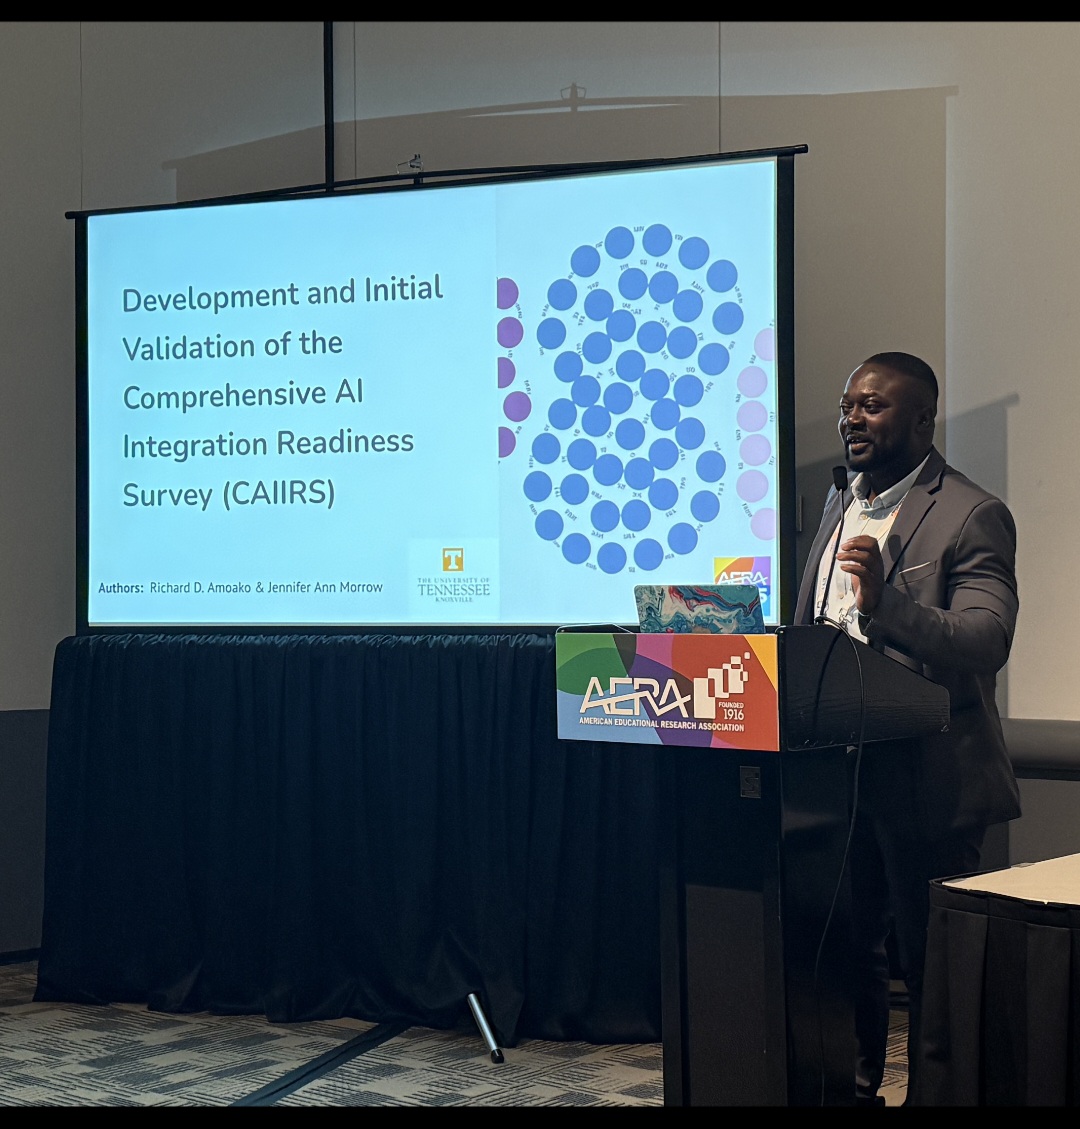 Development and Initial
Validation of the
Comprehensive AI
Integration Readiness
Survey (CAIIRS)
Authors: Richard D. Amoako & Jennifer Ann Morrow
T
THE UNIVERSITY OF
TENNESSEE
KNOXVILLE
AERA
AERA
FOUNDED
1916
AMERICAN EDUCATIONAL RESEARCH ASSOCIATION